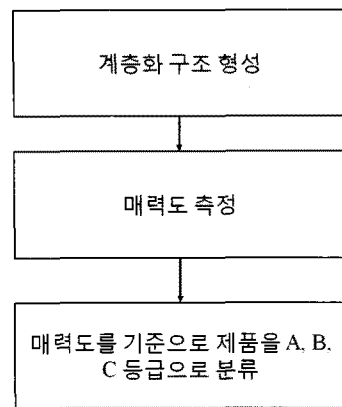 계층화 구조 형성
매력도 측정
매력도를 기준으로 제품을 A, B,
C 등급으로 분류